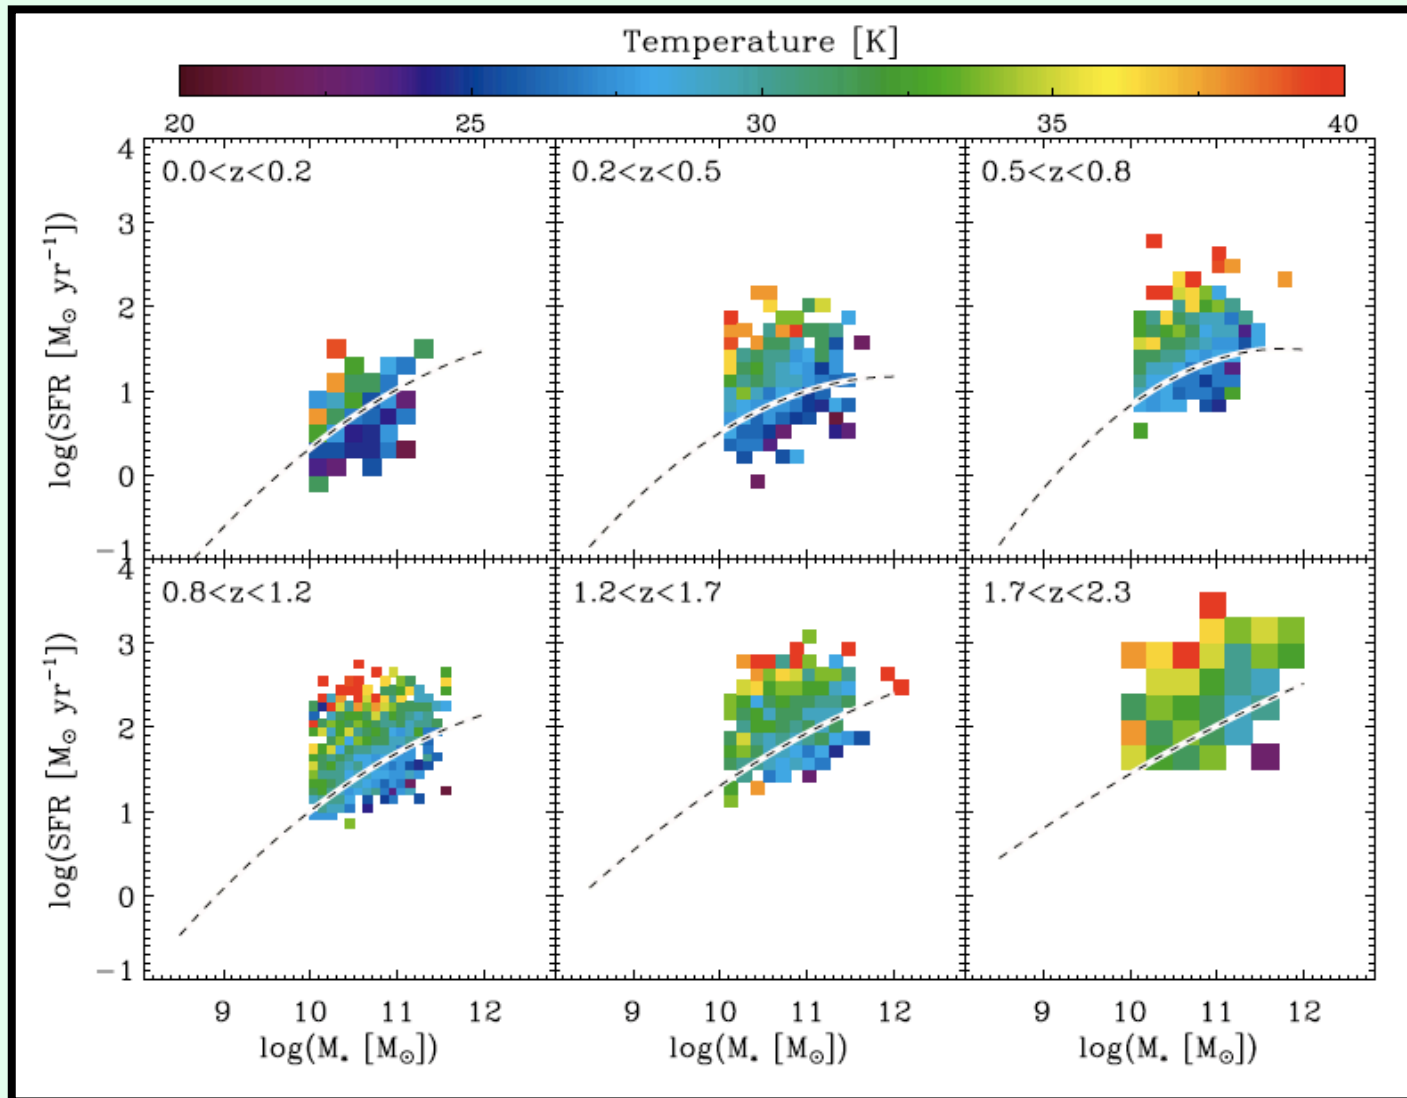 Temperature [K]
20 25 30 35 40
0.0<z<0.2 0.2<z<0.5 0.5<z<0.8
4
3
2
1
0
−1
log(SFR [M⊙ yr⁻¹])
0.8<z<1.2 1.2<z<1.7 1.7<z<2.3
4
3
2
1
0
−1
log(SFR [M⊙ yr⁻¹])
9 10 11 12 9 10 11 12 9 10 11 12
log(M* [M⊙]) log(M* [M⊙]) log(M* [M⊙])